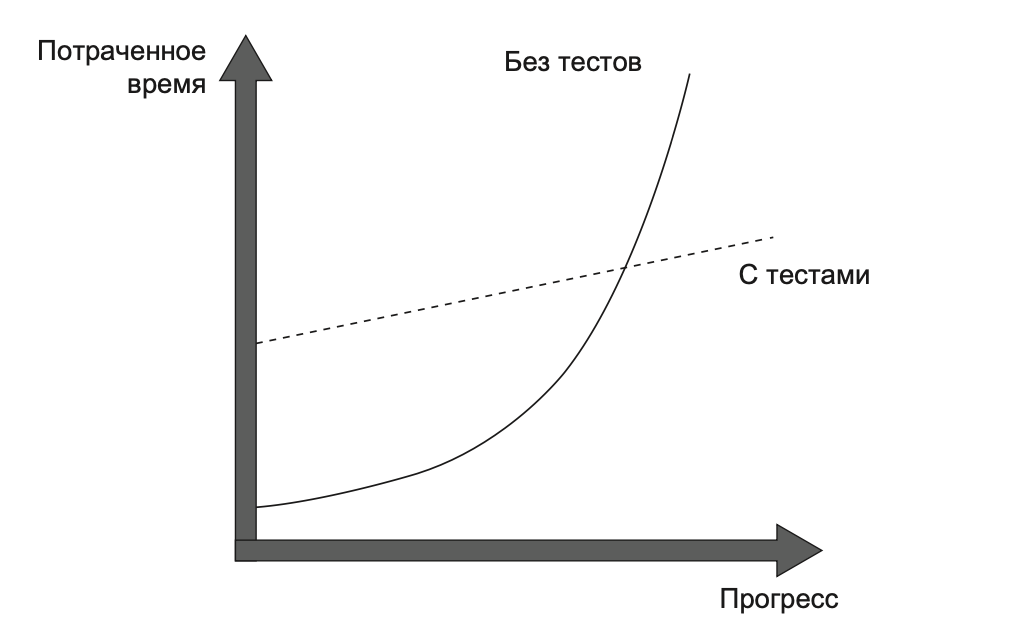 Потраченное
время
Без тестов
С тестами
Прогресс